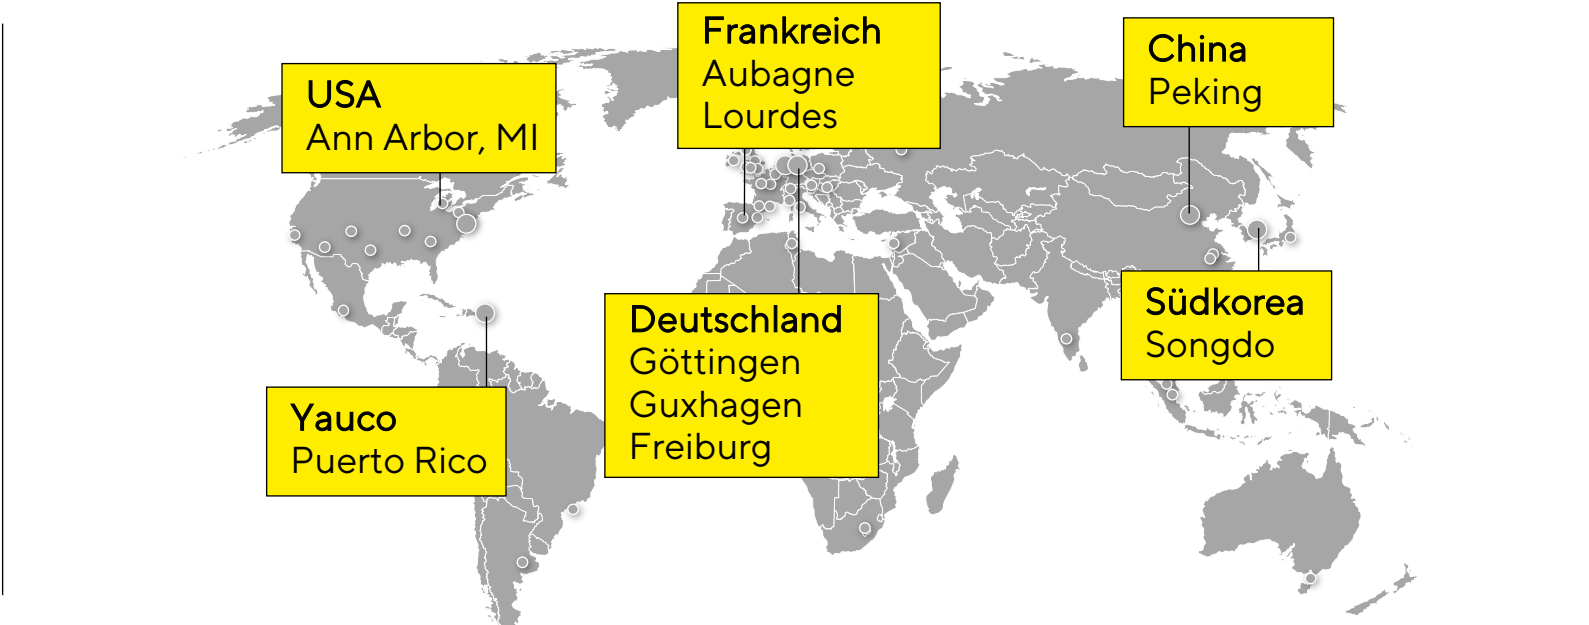 USA
Ann Arbor, MI
Frankreich
Aubagne
Lourdes
China
Peking
Deutschland
Göttingen
Guxhagen
Freiburg
Südkorea
Songdo
Yauco
Puerto Rico